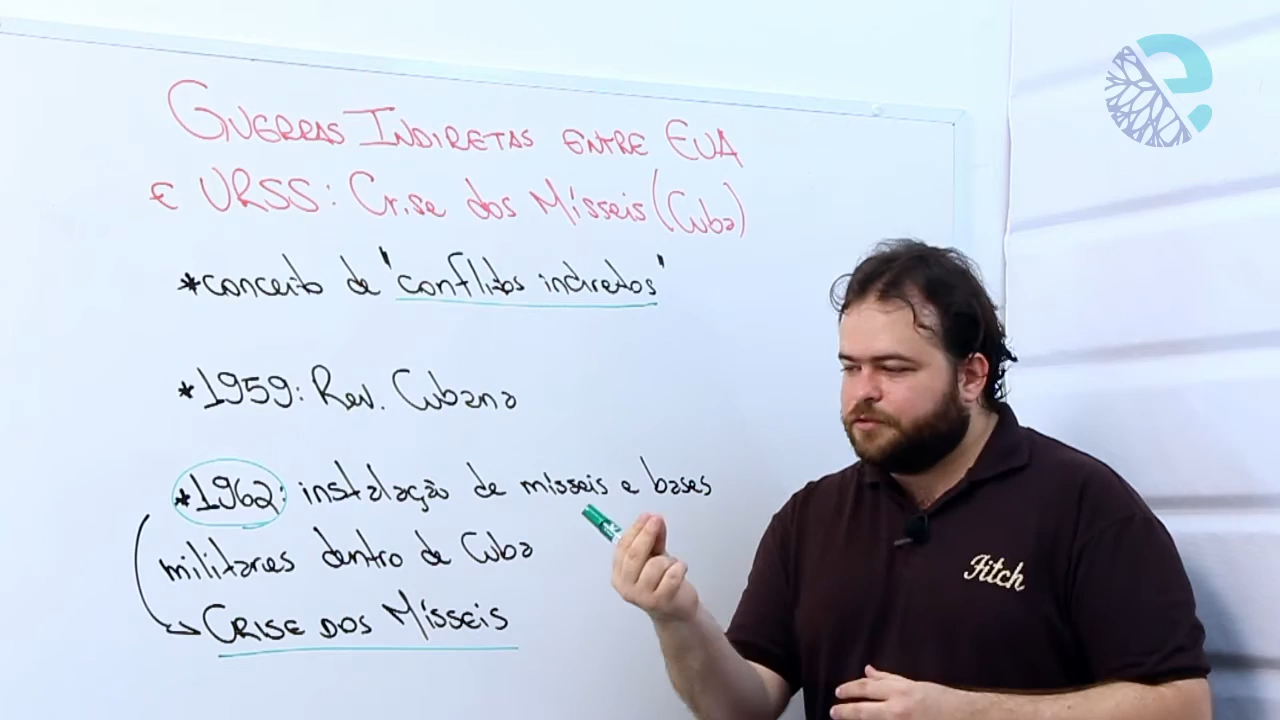 GUERRAS INDIRETAS ENTRE EUA
E URSS: Crise dos Mísseis (Cuba)
*conceito de "conflitos indiretos"
*1959: Rev. Cubana
*1962: instalação de mísseis e bases
militares dentro de Cuba
→ CRISE DOS MÍSSEIS
Fitch
e